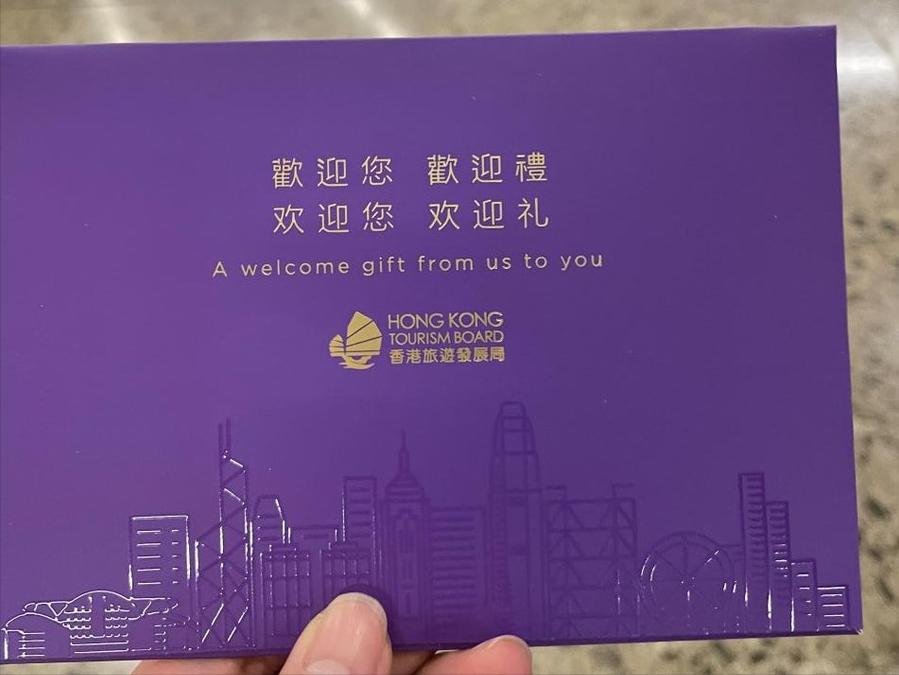 歡迎您 歡迎禮
欢迎您 欢迎礼
A welcome gift from us to you
HONG KONG
TOURISM BOARD
香港旅遊發展局